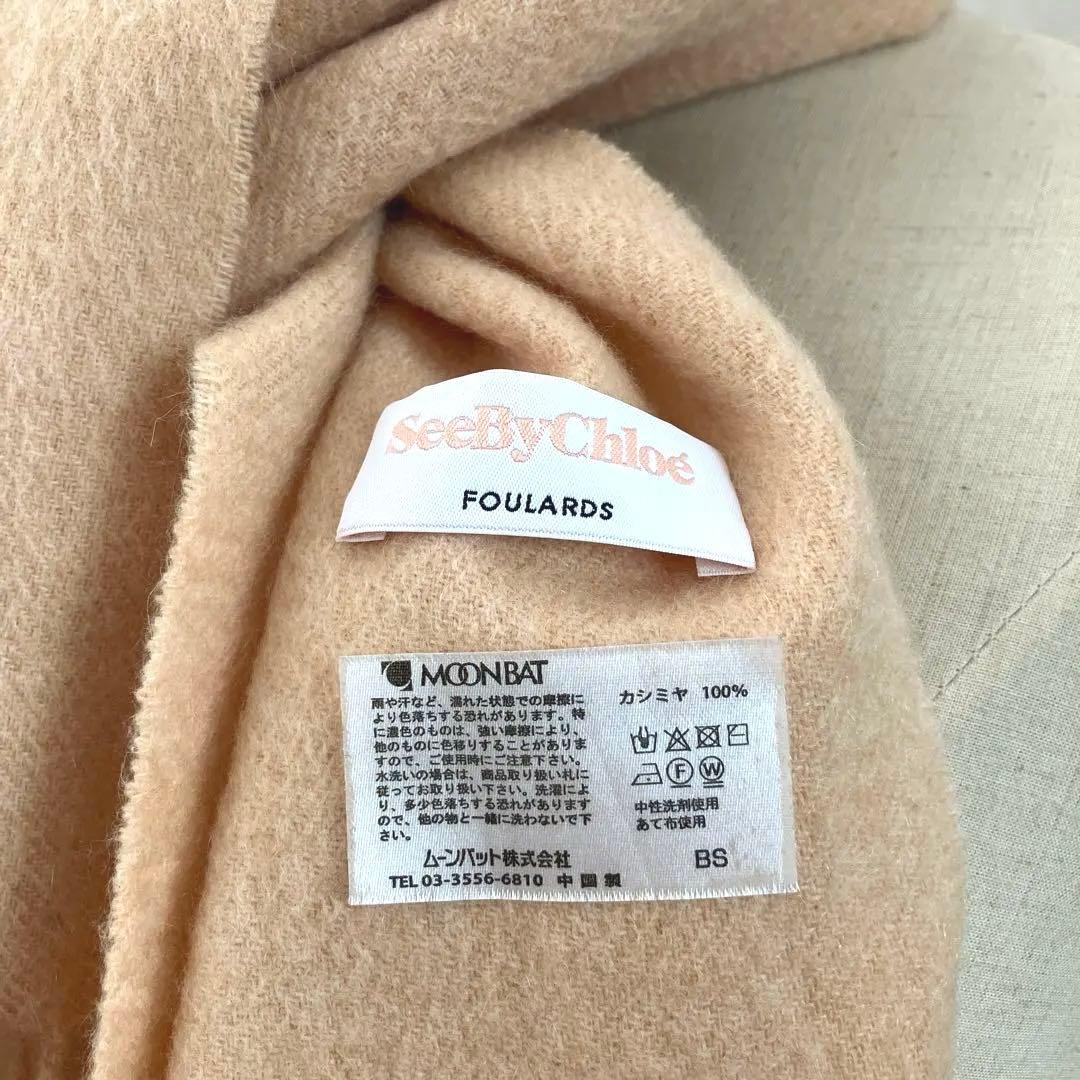 SeeByChloé
FOULARDS
MOONBAT
雨や汗など、濡れた状態での摩擦に
より色落ちする恐れがあります。特
に濃色のものは、強い摩擦により、
他のものに色移りすることがありま
すので、ご使用時にご注意下さい。
水洗いの場合は、商品取り扱い札に
従ってお取り扱い下さい。洗濯によ
り、多少色落ちする恐れがあります
ので、他の物と一緒に洗わないで下
さい。
ムーンバット株式会社
TEL 03-3556-6810 中国製
カシミヤ 100%
F W
中性洗剤使用
あて布使用
BS